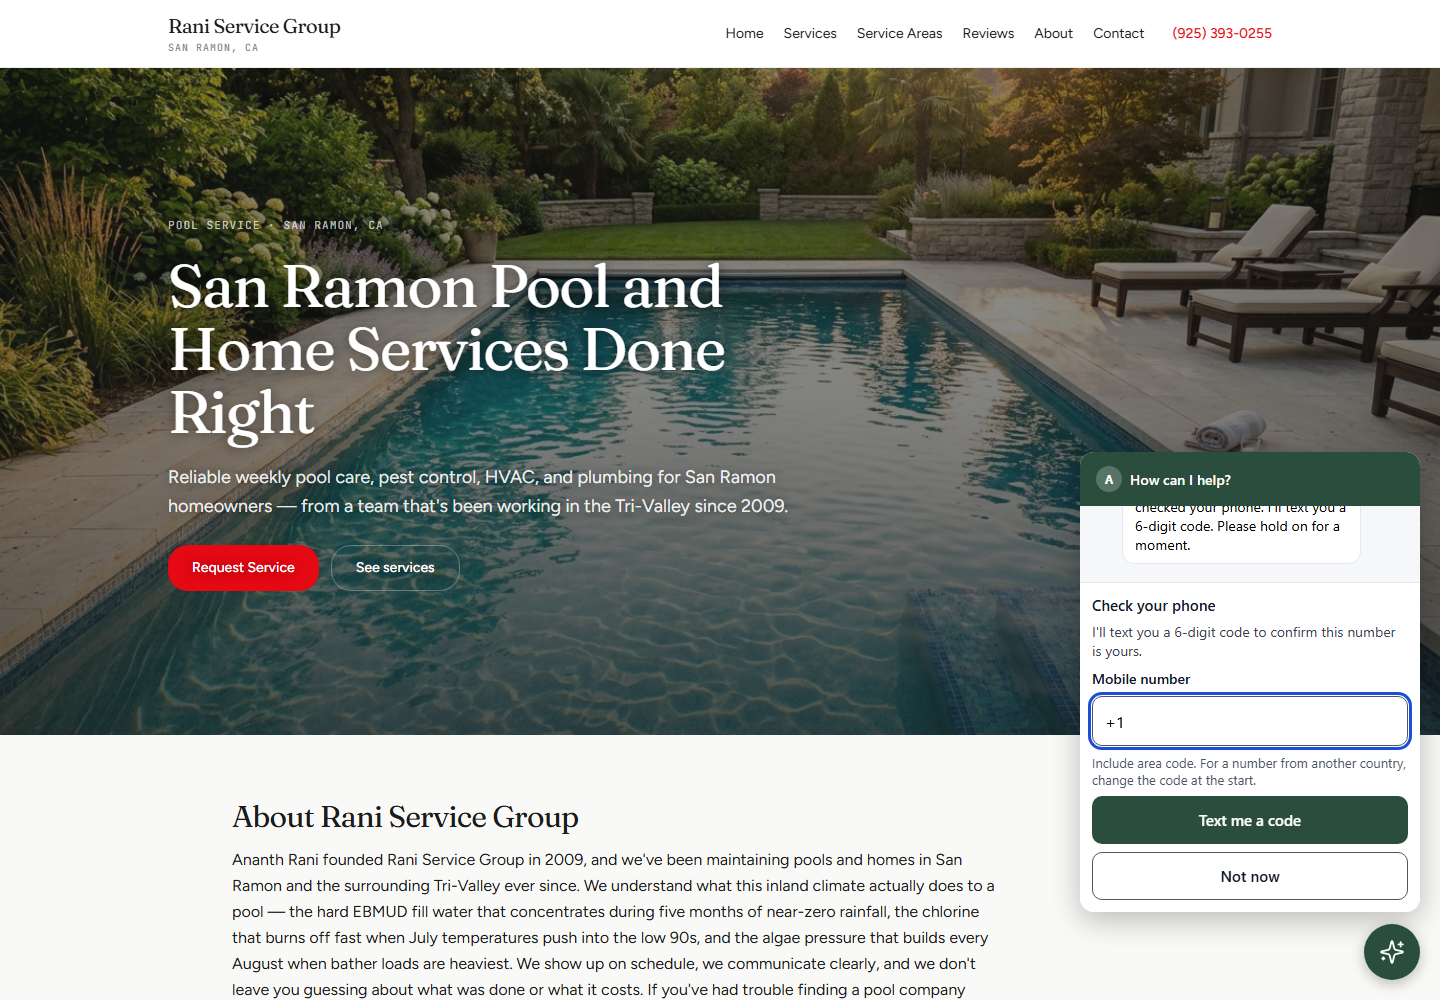 Rani Service Group
SAN RAMON, CA
Home Services Service Areas Reviews About Contact (925) 393-0255
POOL SERVICE · SAN RAMON, CA
San Ramon Pool and
Home Services Done
Right
Reliable weekly pool care, pest control, HVAC, and plumbing for San Ramon
homeowners — from a team that's been working in the Tri-Valley since 2009.
Request Service
See services
About Rani Service Group
Ananth Rani founded Rani Service Group in 2009, and we've been maintaining pools and homes in San
Ramon and the surrounding Tri-Valley ever since. We understand what this inland climate actually does to a
pool — the hard EBMUD fill water that concentrates during five months of near-zero rainfall, the chlorine
that burns off fast when July temperatures push into the low 90s, and the algae pressure that builds every
August when bather loads are heaviest. We show up on schedule, we communicate clearly, and we don't
leave you guessing about what was done or what it costs. If you've had trouble finding a pool company
A
How can I help?
checked your phone. I'll text you a
6-digit code. Please hold on for a
moment.
Check your phone
I'll text you a 6-digit code to confirm this number
is yours.
Mobile number
+1
Include area code. For a number from another country,
change the code at the start.
Text me a code
Not now